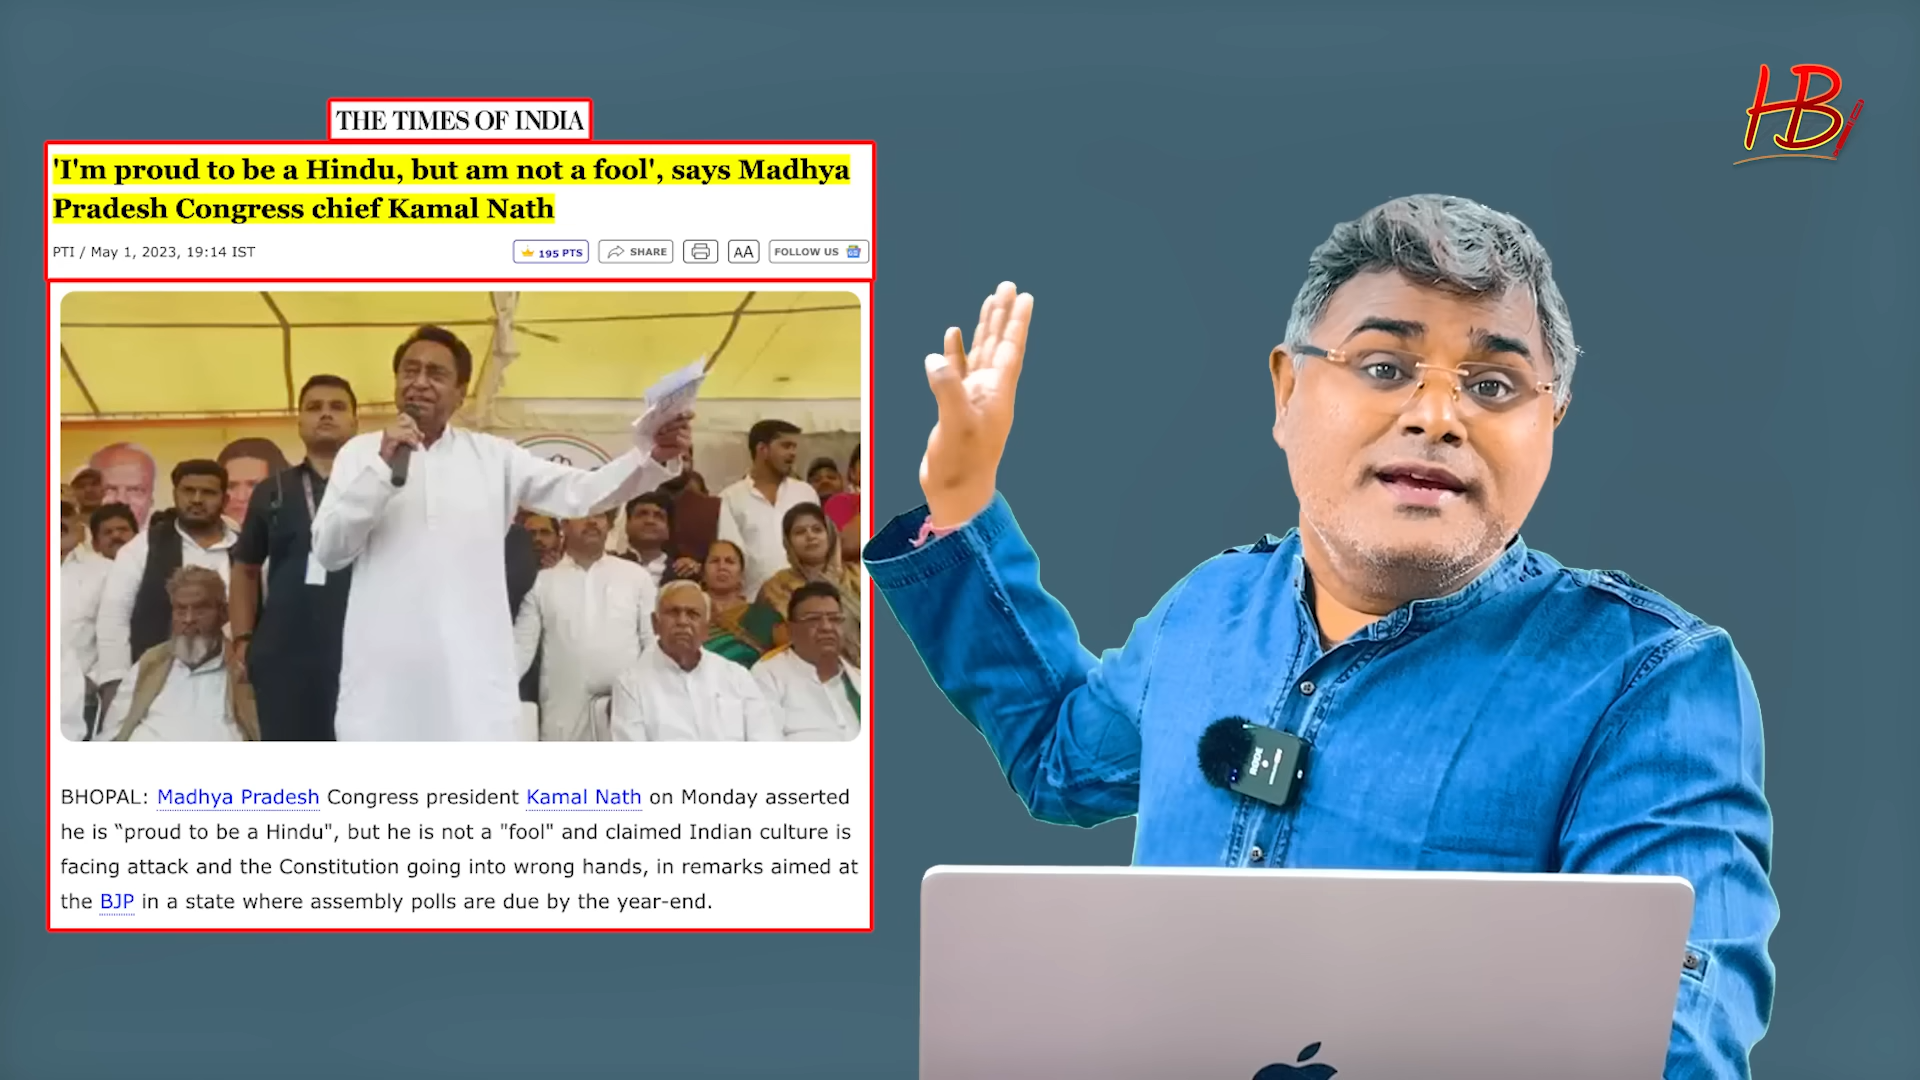 THE TIMES OF INDIA
HB
'I'm proud to be a Hindu, but am not a fool', says Madhya
Pradesh Congress chief Kamal Nath
PTI / May 1, 2023, 19:14 IST
195 PTS
SHARE
AA
FOLLOW US
BHOPAL: Madhya Pradesh Congress president Kamal Nath on Monday asserted
he is “proud to be a Hindu", but he is not a "fool" and claimed Indian culture is
facing attack and the Constitution going into wrong hands, in remarks aimed at
the BJP in a state where assembly polls are due by the year-end.
RODE